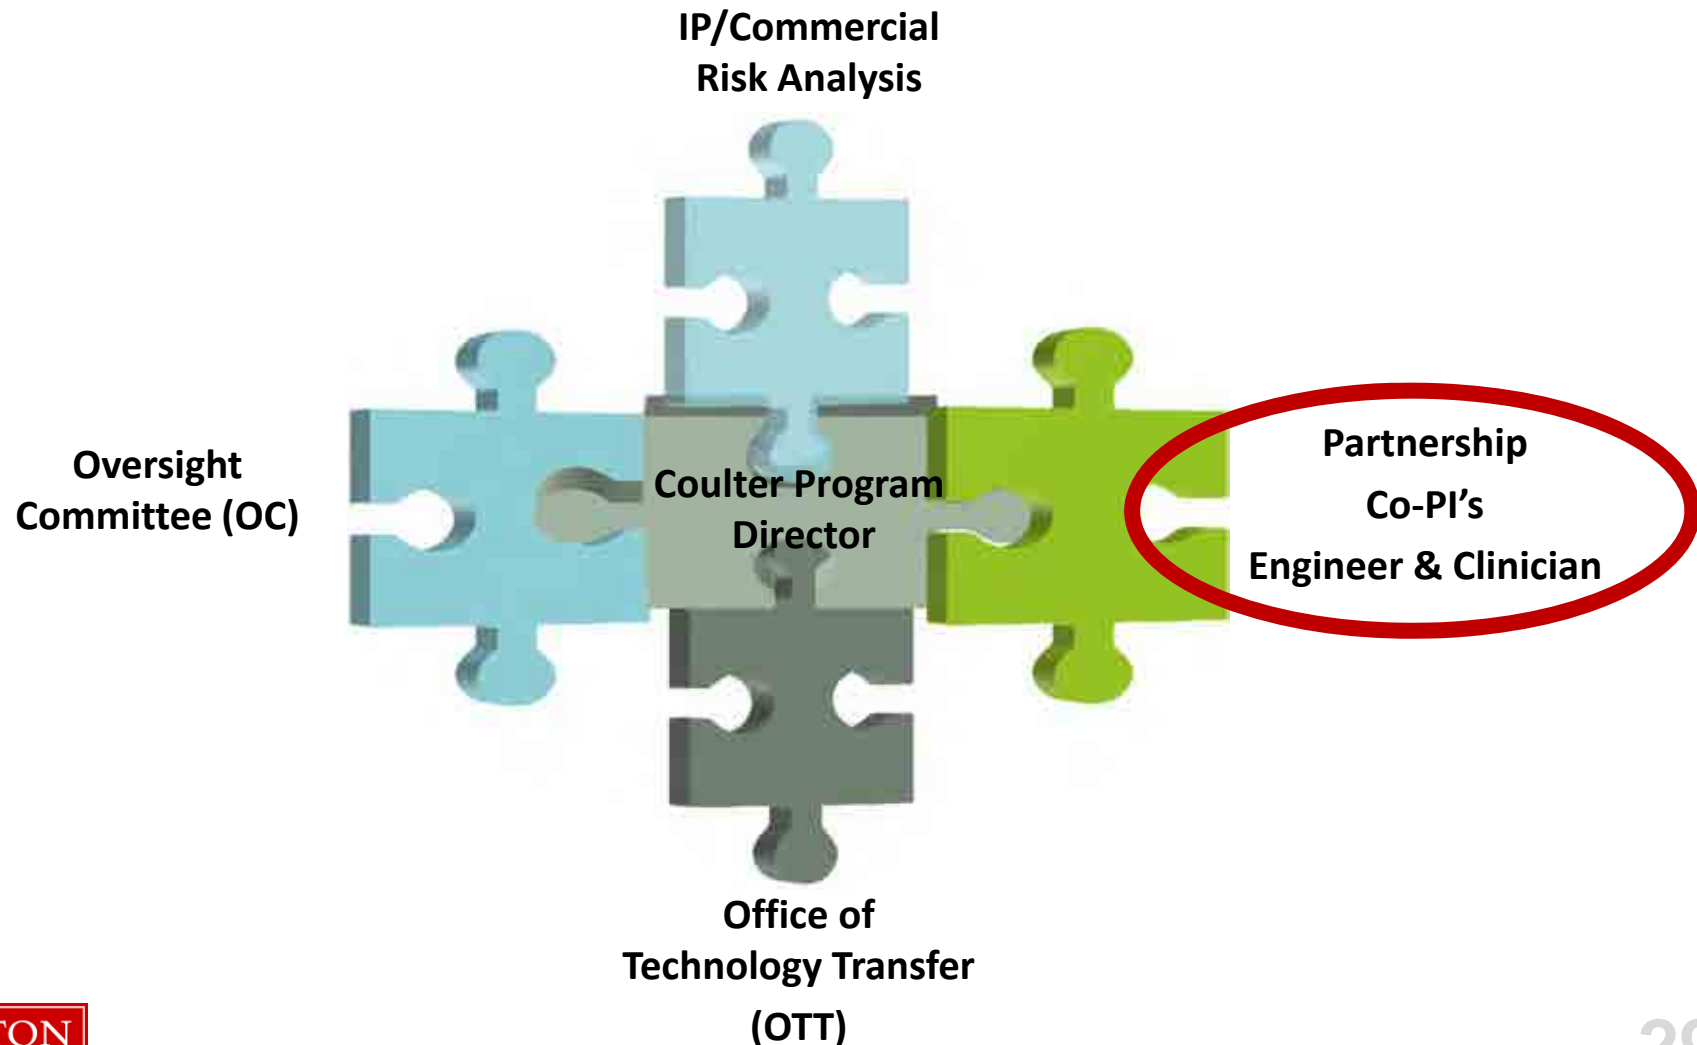 IP/Commercial
Risk Analysis
Oversight
Committee (OC)
Coulter Program
Director
Partnership
Co-PI’s
Engineer & Clinician
Office of
Technology Transfer
(OTT)